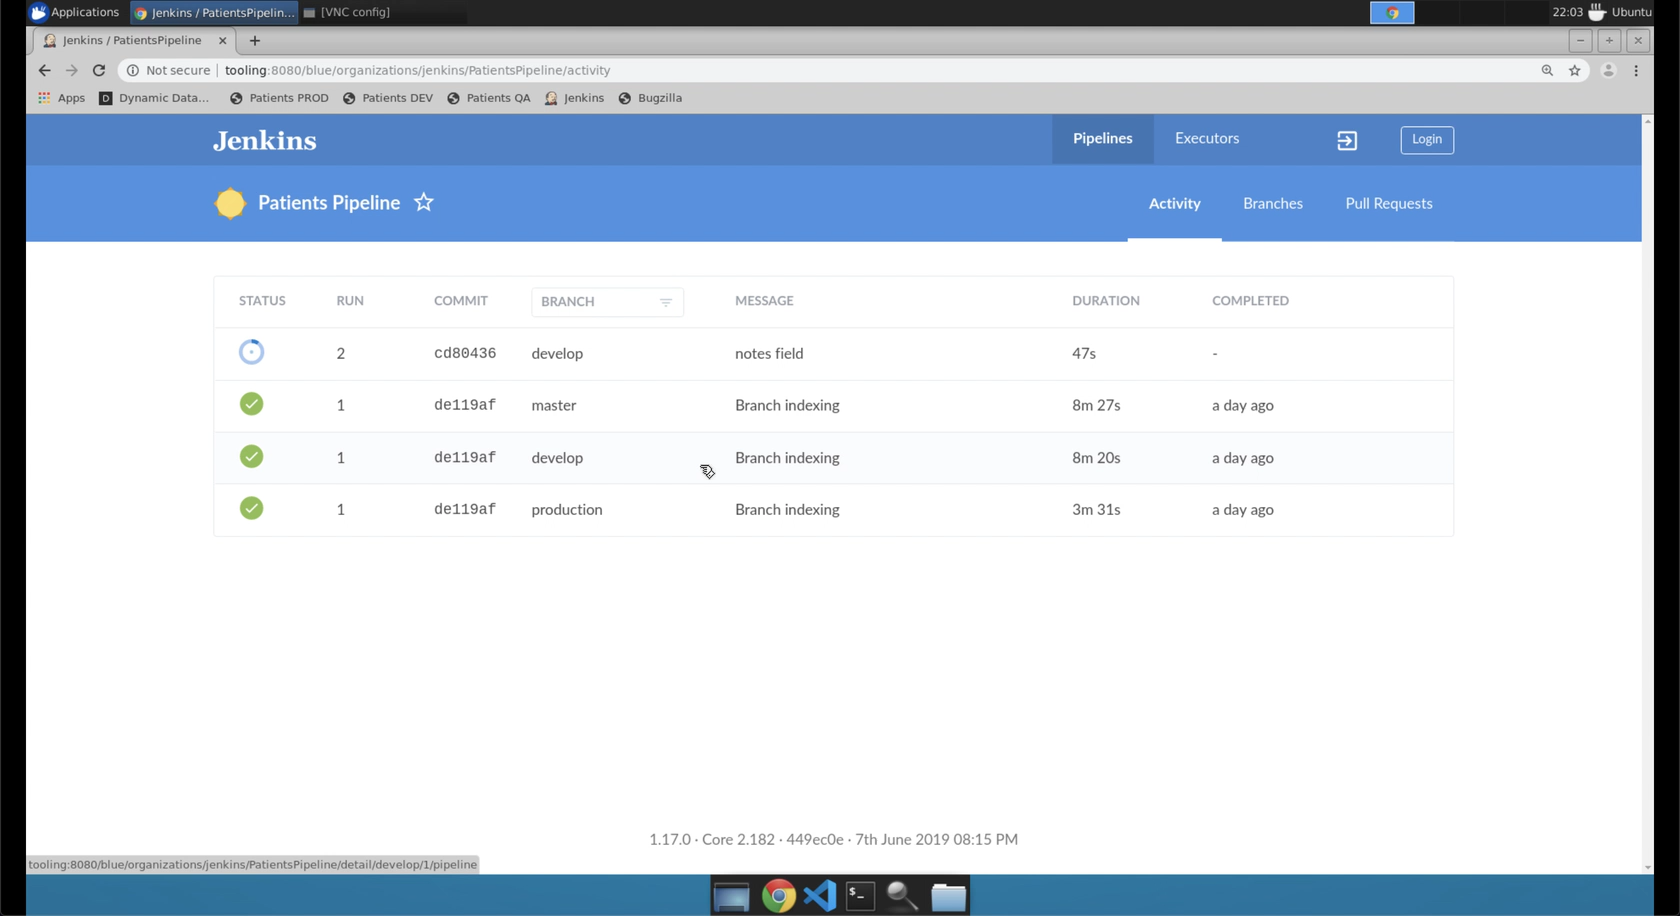 Applications Jenkins / PatientsPipelin... [VNC config] 22:03 Ubuntu
Jenkins / PatientsPipeline
Not secure tooling:8080/blue/organizations/jenkins/PatientsPipeline/activity
Apps Dynamic Data... Patients PROD Patients DEV Patients QA Jenkins Bugzilla
Jenkins Pipelines Executors Login
Patients Pipeline Activity Branches Pull Requests
STATUS RUN COMMIT BRANCH MESSAGE DURATION COMPLETED
2 cd80436 develop notes field 47s -
1 de119af master Branch indexing 8m 27s a day ago
1 de119af develop Branch indexing 8m 20s a day ago
1 de119af production Branch indexing 3m 31s a day ago
1.17.0 · Core 2.182 · 449ec0e · 7th June 2019 08:15 PM
tooling:8080/blue/organizations/jenkins/PatientsPipeline/detail/develop/1/pipeline